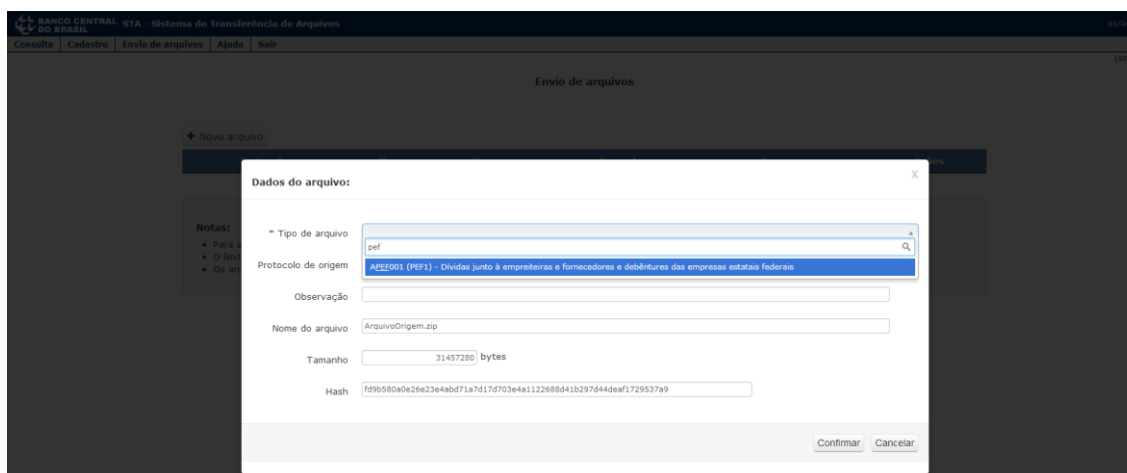 BANCO CENTRAL DO BRASIL STA - Sistema de Transferência de Arquivos
Consulta Cadastro Envio de arquivos Ajuda Sair
Envio de arquivos
+ Novo arquivo
Dados do arquivo: X
Notas:
* Tipo de arquivo
pef
• Para
• O limit
• Os
Protocolo de origem
APEF001 (PEF1) - Dívidas junto à empreiteiras e fornecedores e debêntures das empresas estatais federais
Observação
Nome do arquivo ArquivoOrigem.zip
Tamanho 31457280 bytes
Hash fd9b580a0e26e23e4abd71a7d17d703e4a1122688d41b297d44deaf1729537a9
Confirmar Cancelar